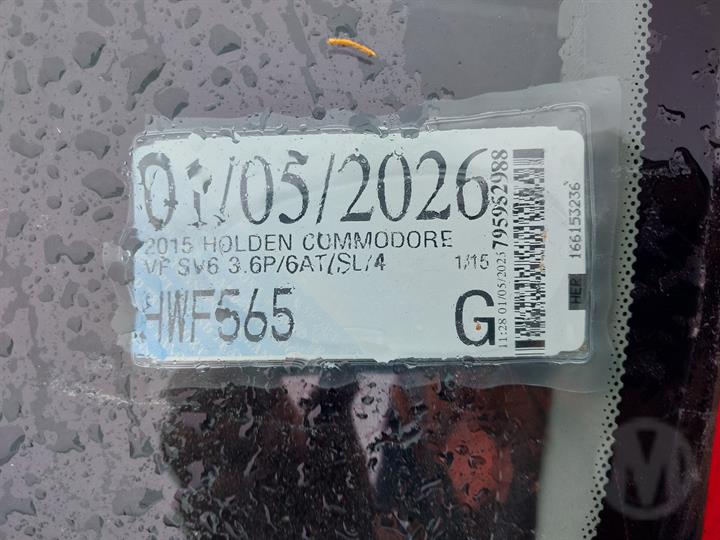 01/05/2026
2015 HOLDEN COMMODORE
VF SV6 3.6P/6AT/SL/4 1/15
HWF565 G
11:28 01/05/2025
795952988
HER 166153236
M